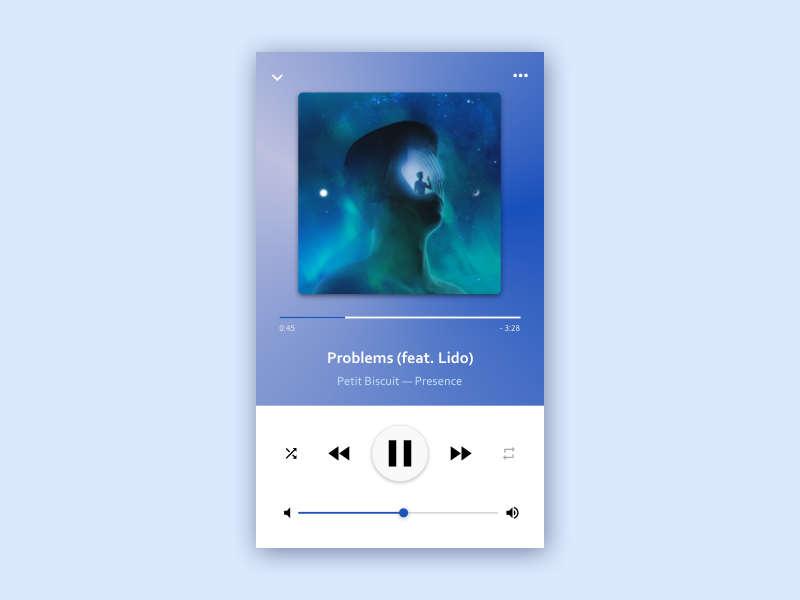 0:45
- 3:28
Problems (feat. Lido)
Petit Biscuit — Presence